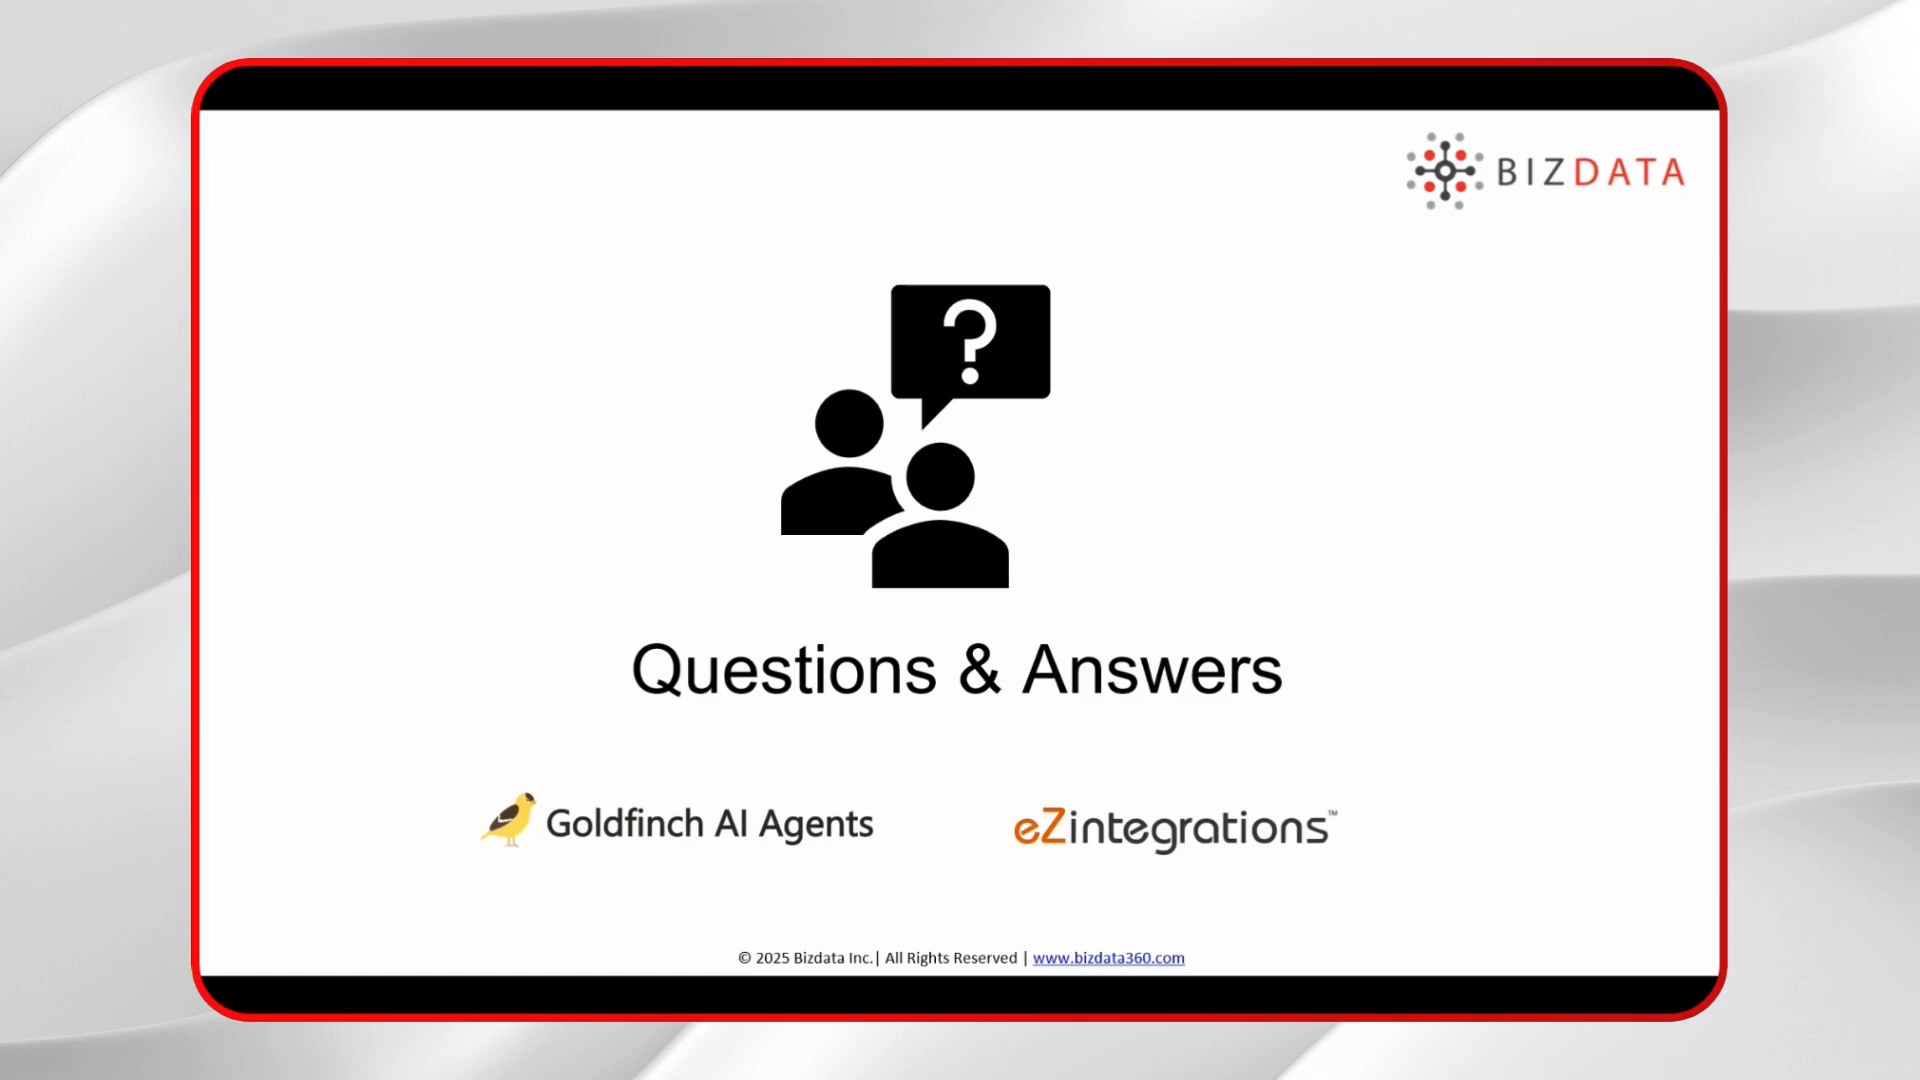 BIZDATA
?
Questions & Answers
Goldfinch AI Agents
eZintegrations™
© 2025 Bizdata Inc.| All Rights Reserved | www.bizdata360.com